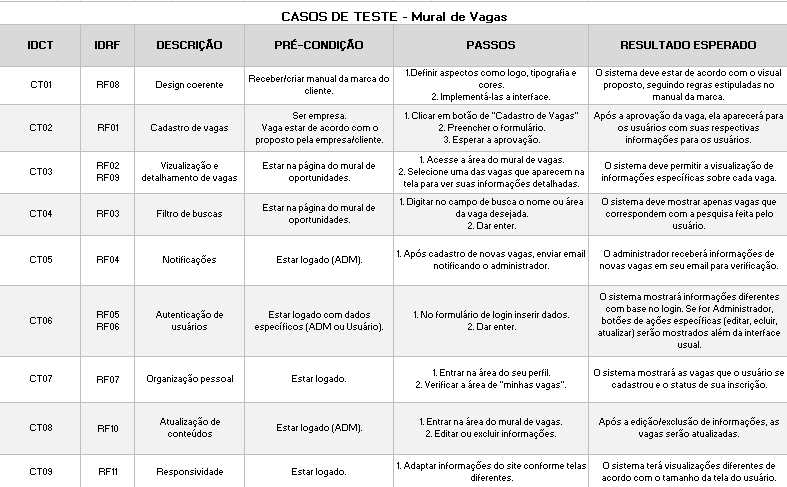 CASOS DE TESTE - Mural de Vagas
IDCT IDRF DESCRIÇÃO PRÉ-CONDIÇÃO PASSOS RESULTADO ESPERADO
CT01
RF08
Design coerente
Receber/criar manual da marca do
cliente.
1.Definir aspectos como logo, tipografia e
cores.
2. Implementá-las a interface.
O sistema deve estar de acordo com o visual
proposto, seguindo regras estipuladas no
manual da marca.
CT02
RF01
Cadastro de vagas
Ser empresa.
Vaga estar de acordo com o
proposto pela empresa/cliente.
1. Clicar em botão de "Cadastro de Vagas"
2. Preencher o formulário.
3. Esperar a aprovação.
Após a aprovação da vaga, ela aparecerá para
os usuários com suas respectivas
informações para os usuários.
CT03
RF02
RF09
Vizualização e
detalhamento de vagas
Estar na página do mural de
oportunidades.
1. Acesse a área do mural de vagas.
2. Selecione uma das vagas que aparecem na
tela para ver suas informações detalhadas.
O sistema deve permitir a visualização de
informações específicas sobre cada vaga.
CT04
RF03
Filtro de buscas
Estar na página do mural de
oportunidades.
1. Digitar no campo de busca o nome ou área
da vaga desejada.
2. Dar enter.
O sistema deve mostrar apenas vagas que
correspondem com a pesquisa feita pelo
usuário.
CT05
RF04
Notificações
Estar logado (ADM).
1. Após cadastro de novas vagas, enviar email
notificando o administrador.
O administrador receberá informações de
novas vagas em seu email para verificação.
CT06
RF05
RF06
Autenticação de
usuários
Estar logado com dados
específicos (ADM ou Usuário).
1. No formulário de login inserir dados.
2. Dar enter.
O sistema mostrará informações diferentes
com base no login. Se for Administrador,
botões de ações específicas (editar, ecluir,
atualizar) serão mostrados além da interface
usual.
CT07
RF07
Organização pessoal
Estar logado.
1. Entrar na área do seu perfil.
2. Verificar a área de "minhas vagas".
O sistema mostrará as vagas que o usuário se
cadastrou e o status de sua inscrição.
CT08
RF10
Atualização de
conteúdos
Estar logado (ADM).
1. Entrar na área do mural de vagas.
2. Editar ou excluir informações.
Após a edição/exclusão de informações, as
vagas serão atualizadas.
CT09
RF11
Responsividade
Estar logado.
1. Adaptar informações do site conforme telas
diferentes.
O sistema terá visualizações diferentes de
acordo com o tamanho da tela do usuário.